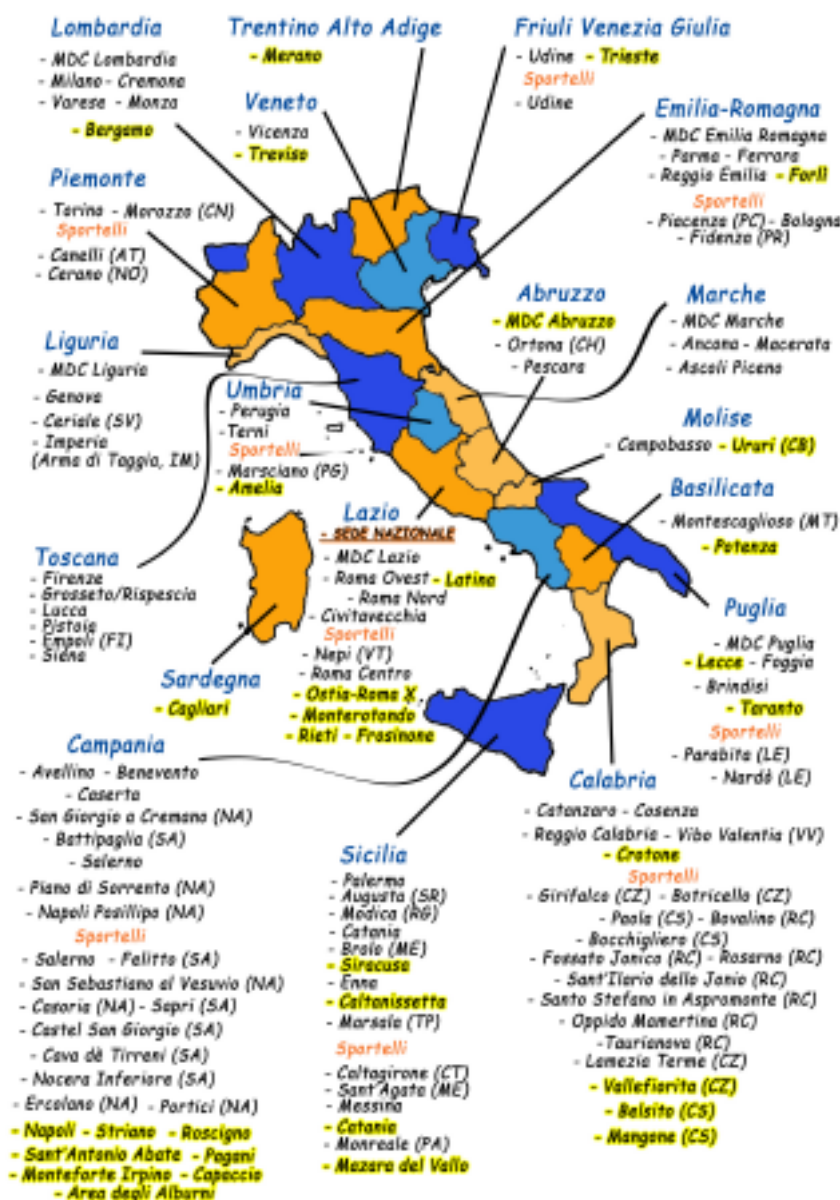 Lombardia
- MDC Lombardia
- Milano - Cremona
- Varese - Monza
- Bergamo
Trentino Alto Adige
- Merano
Friuli Venezia Giulia
- Udine - Trieste
Sportelli
- Udine
Veneto
- Vicenza
- Treviso
Emilia-Romagna
- MDC Emilia Romagna
- Parma - Ferrara
- Reggio Emilia - Forlì
Sportelli
- Piacenza (PC) - Bologna
- Fidenza (PR)
Piemonte
- Torino - Morozzo (CN)
Sportelli
- Canelli (AT)
- Cerano (NO)
Abruzzo
- MDC Abruzzo
- Ortona (CH)
- Pescara
Marche
- MDC Marche
- Ancona - Macerata
- Ascoli Piceno
Liguria
- MDC Liguria
- Genova
- Ceriale (SV)
- Imperia
(Arma di Taggia, IM)
Umbria
- Perugia
- Terni
Sportelli
- Marsciano (PG)
- Amelia
Molise
- Campobasso - Ururi (CB)
Basilicata
- Montescaglioso (MT)
- Potenza
Lazio
- SEDE NAZIONALE
- MDC Lazio
- Roma Ovest - Latina
- Roma Nord
- Civitavecchia
Sportelli
- Nepi (VT)
- Roma Centro
- Ostia-Roma X
- Monterotondo
- Rieti - Frosinone
Toscana
- Firenze
- Grosseto/Rispescia
- Lucca
- Pistoia
- Empoli (FI)
- Siena
Puglia
- MDC Puglia
- Lecce - Foggia
- Brindisi
- Taranto
Sportelli
- Parabita (LE)
- Nardò (LE)
Sardegna
- Cagliari
Campania
- Avellino - Benevento
- Caserta
- San Giorgio a Cremano (NA)
- Battipaglia (SA)
- Salerno
- Piano di Sorrento (NA)
- Napoli Posillipo (NA)
Sportelli
- Salerno - Felitto (SA)
- San Sebastiano al Vesuvio (NA)
- Casoria (NA) - Sapri (SA)
- Castel San Giorgio (SA)
- Cava dè Tirreni (SA)
- Nocera Inferiore (SA)
- Ercolano (NA) - Portici (NA)
- Napoli - Striano - Roscigno
- Sant'Antonio Abate - Pagani
- Monteforte Irpino - Capaccio
- Area degli Alburni
Sicilia
- Palermo
- Augusta (SR)
- Modica (RG)
- Catania
- Brolo (ME)
- Siracusa
- Enna
- Caltanissetta
- Marsala (TP)
Sportelli
- Caltagirone (CT)
- Sant'Agata (ME)
- Messina
- Catania
- Monreale (PA)
- Mazara del Vallo
Calabria
- Catanzaro - Cosenza
- Reggio Calabria - Vibo Valentia (VV)
- Crotone
Sportelli
- Girifalco (CZ) - Botricello (CZ)
- Paola (CS) - Bovalino (RC)
- Bocchigliero (CS)
- Fossato Jonico (RC) - Rosarno (RC)
- Sant'Ilario dello Jonio (RC)
- Santo Stefano in Aspromonte (RC)
- Oppido Mamertina (RC)
- Taurianova (RC)
- Lamezia Terme (CZ)
- Vallefiorita (CZ)
- Belsito (CS)
- Mangone (CS)